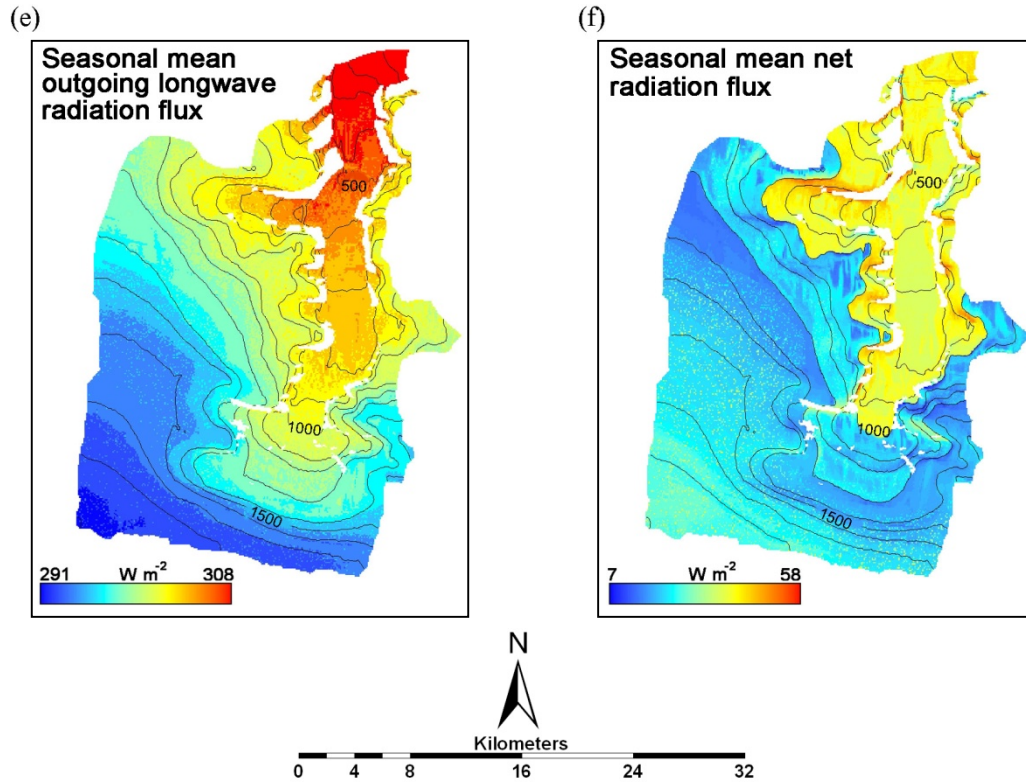 (e)
Seasonal mean
outgoing longwave
radiation flux
500
1000
1500
291 W m-2 308
(f)
Seasonal mean net
radiation flux
500
1000
1500
7 W m-2 58
N
Kilometers
0 2 4 8 16 24 32